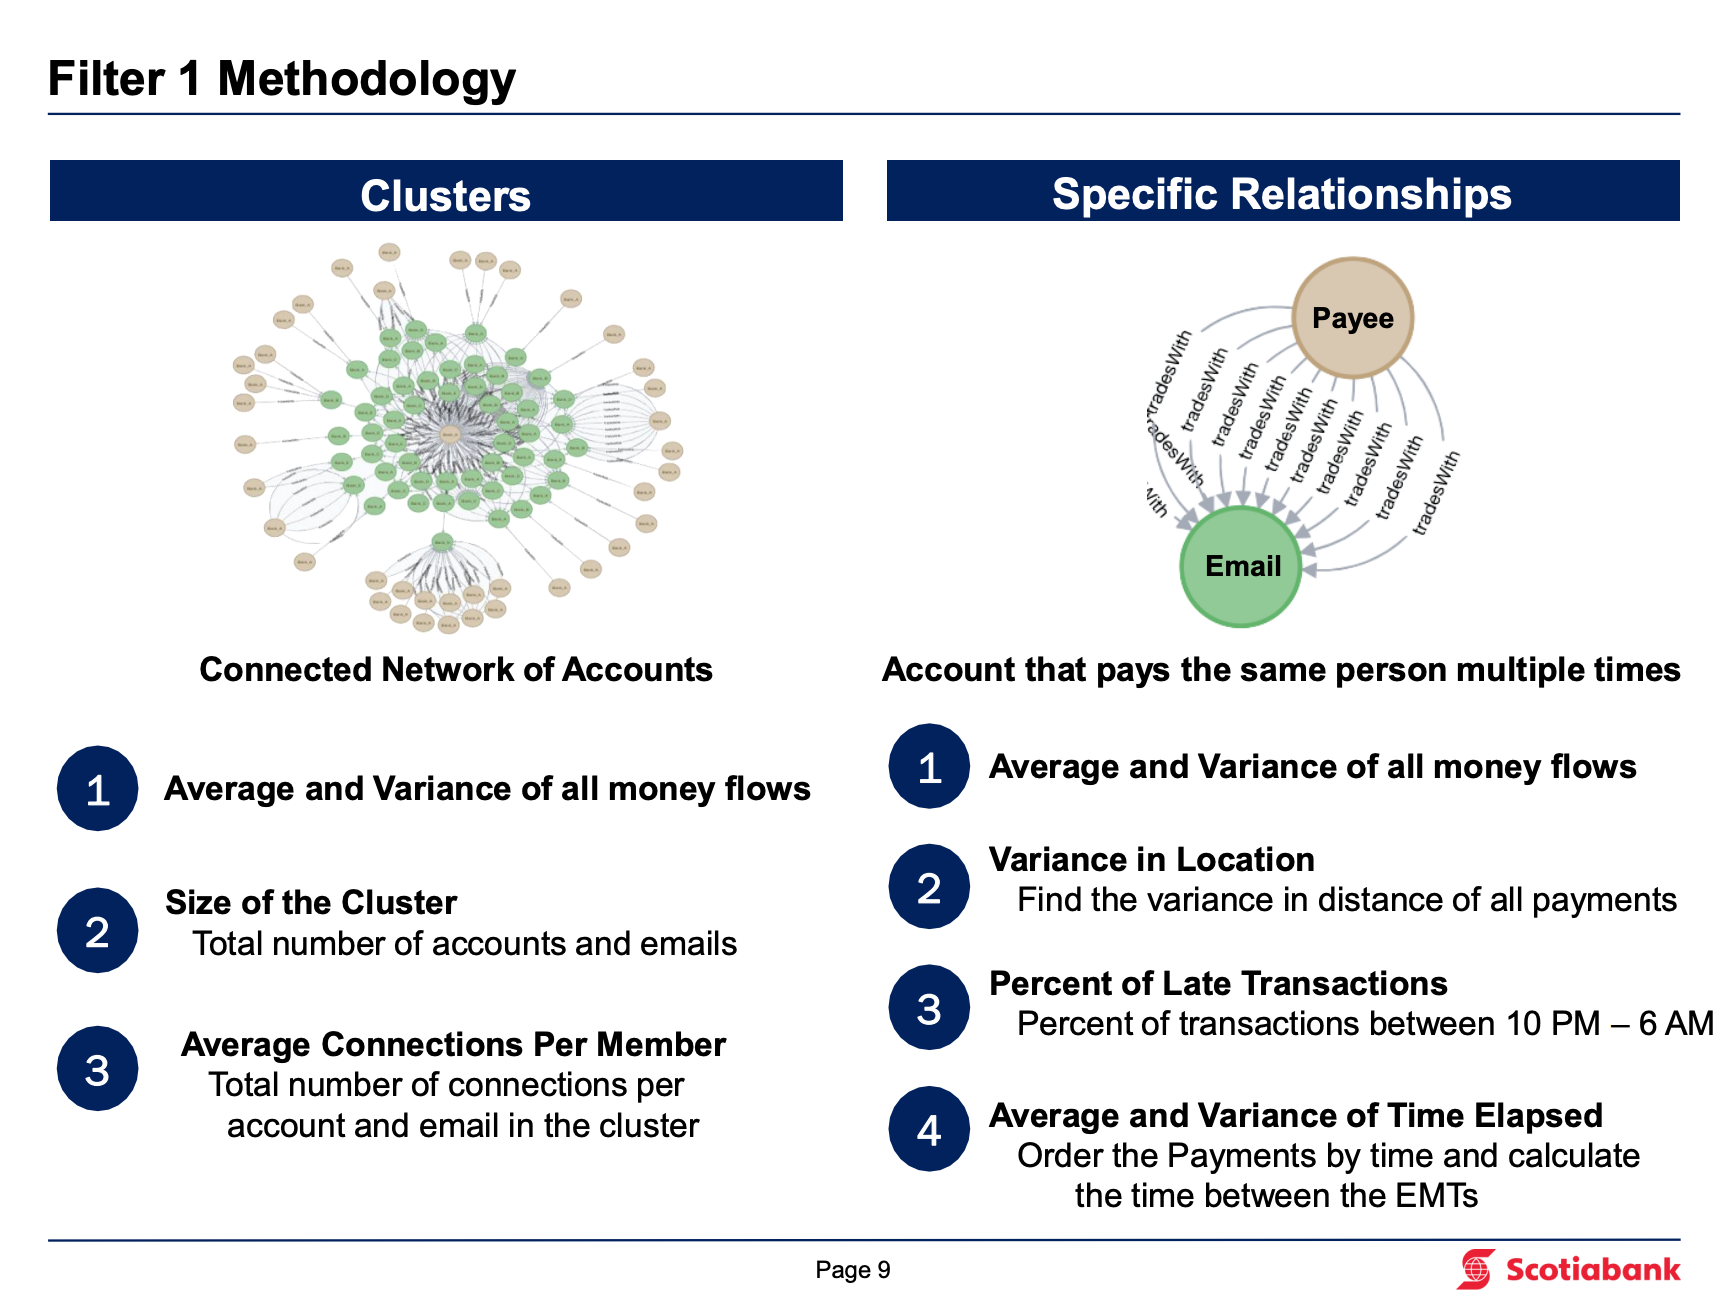 Filter 1 Methodology
Clusters
Connected Network of Accounts
1
Average and Variance of all money flows
2
Size of the Cluster
Total number of accounts and emails
3
Average Connections Per Member
Total number of connections per
account and email in the cluster
Specific Relationships
Payee
tradesWith
tradesWith
tradesWith
tradesWith
tradesWith
tradesWith
tradesWith
tradesWith
tradesWith
tradesWith
adesWith
With
Email
Account that pays the same person multiple times
1
Average and Variance of all money flows
2
Variance in Location
Find the variance in distance of all payments
3
Percent of Late Transactions
Percent of transactions between 10 PM – 6 AM
4
Average and Variance of Time Elapsed
Order the Payments by time and calculate
the time between the EMTs
Page 9
Scotiabank